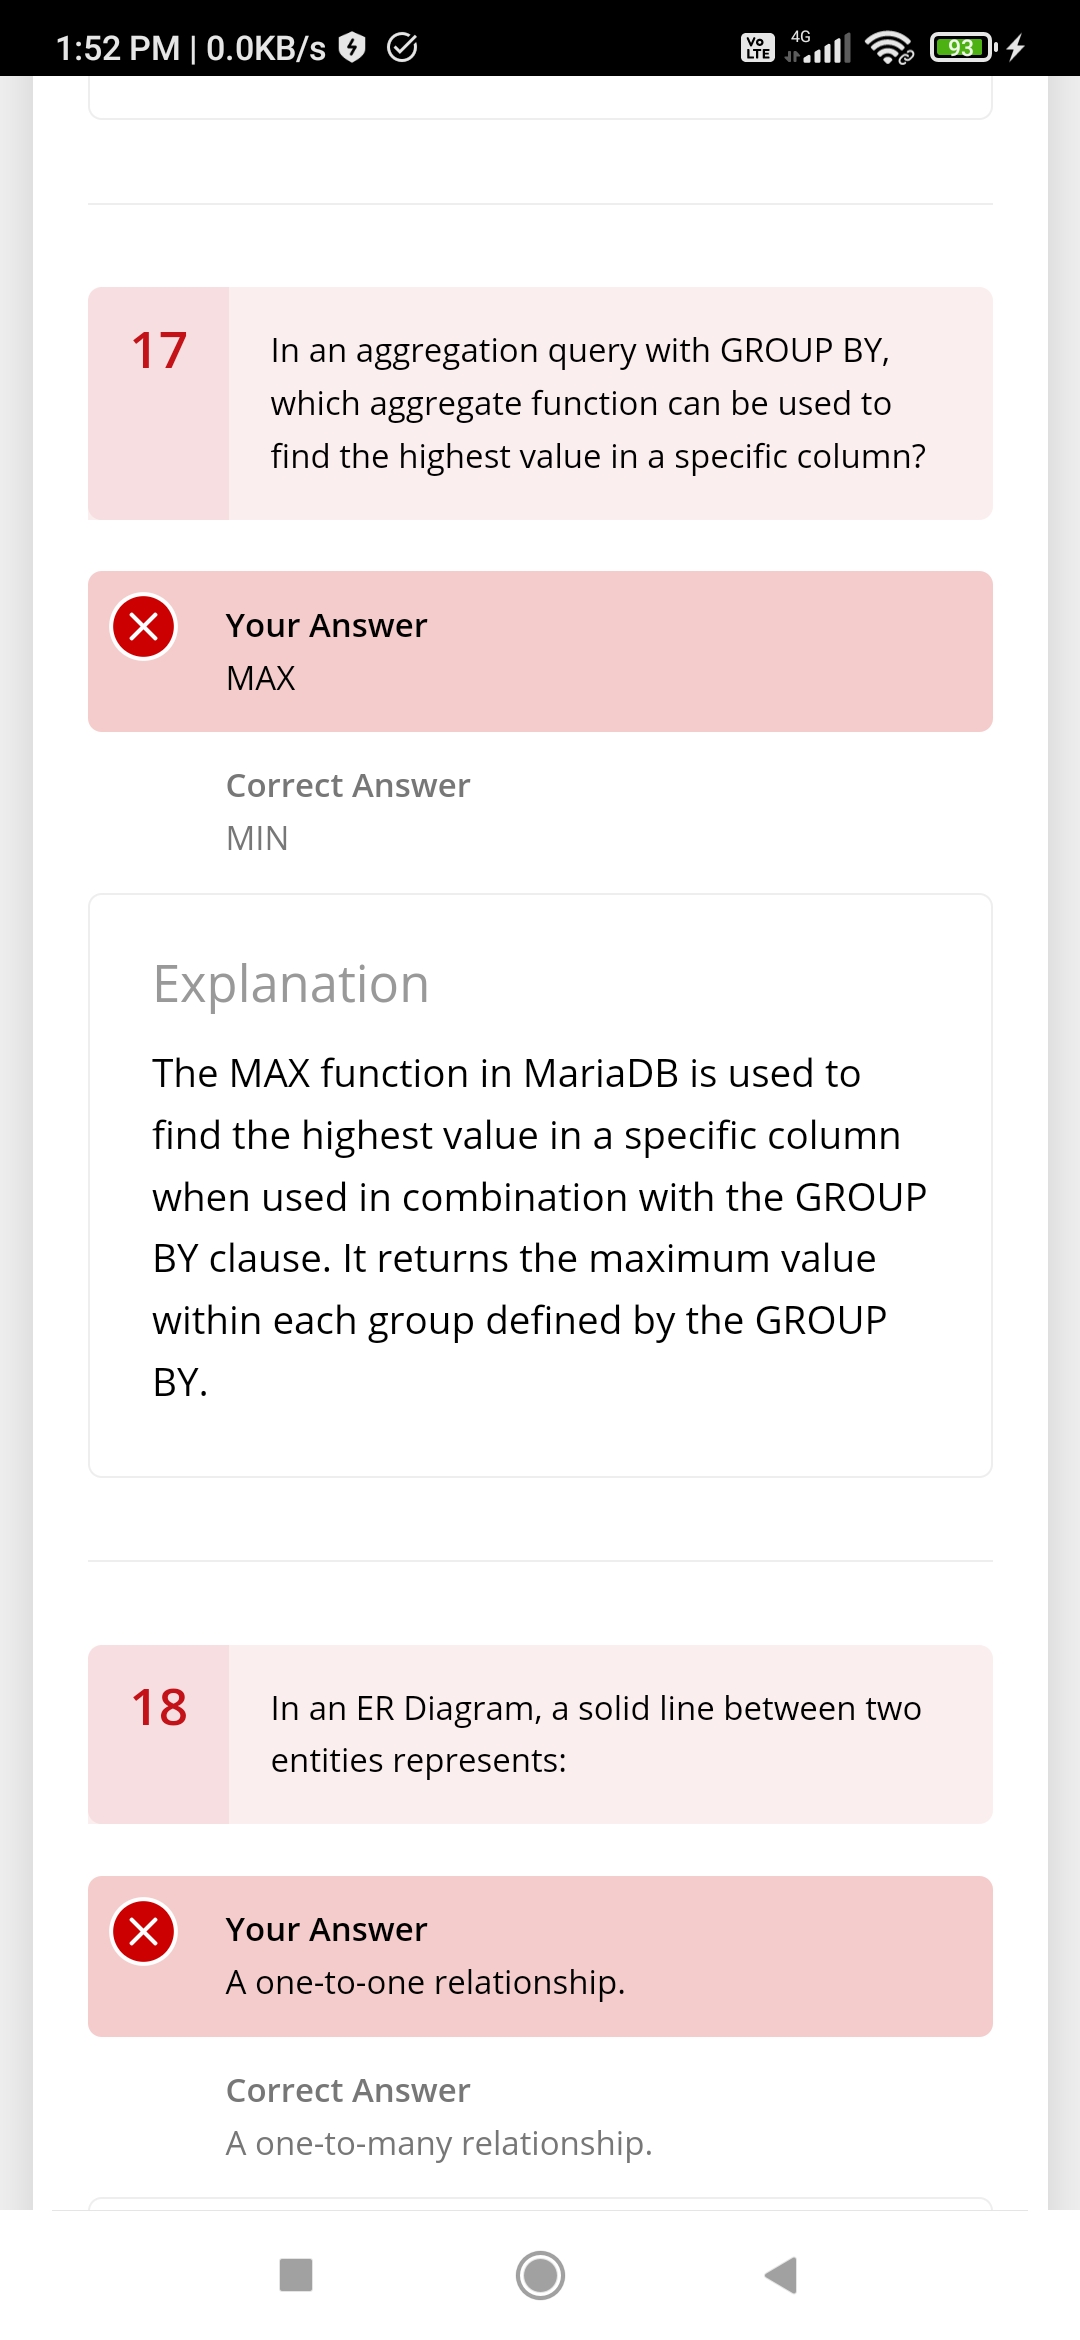 1:52 PM | 0.0KB/s
Vo LTE 4G 93
17
In an aggregation query with GROUP BY,
which aggregate function can be used to
find the highest value in a specific column?
Your Answer
MAX
Correct Answer
MIN
Explanation
The MAX function in MariaDB is used to
find the highest value in a specific column
when used in combination with the GROUP
BY clause. It returns the maximum value
within each group defined by the GROUP
BY.
18
In an ER Diagram, a solid line between two
entities represents:
Your Answer
A one-to-one relationship.
Correct Answer
A one-to-many relationship.